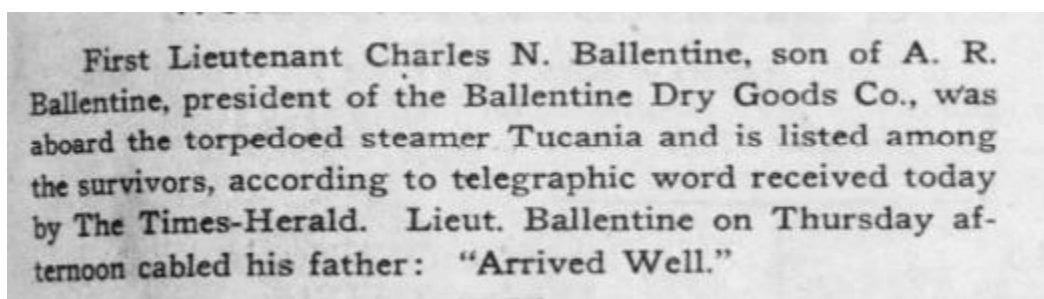 First Lieutenant Charles N. Ballentine, son of A. R.
Ballentine, president of the Ballentine Dry Goods Co., was
aboard the torpedoed steamer Tucania and is listed among
the survivors, according to telegraphic word received today
by The Times-Herald. Lieut. Ballentine on Thursday af-
ternoon cabled his father: "Arrived Well."